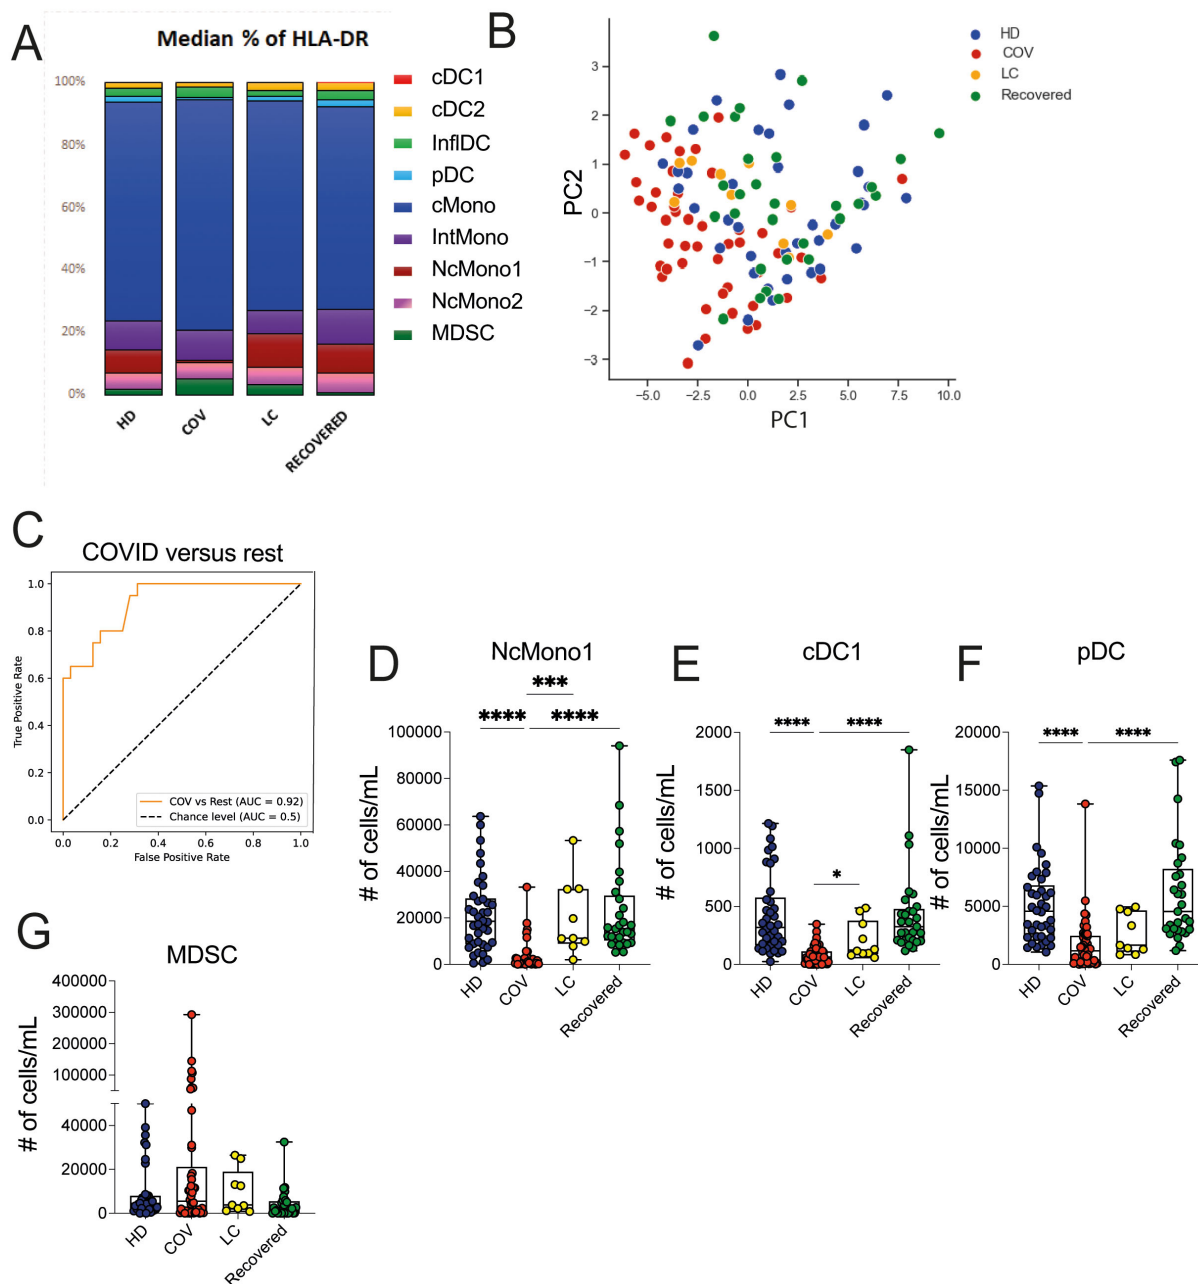 A
Median % of HLA-DR
100%
80%
60%
40%
20%
0%
HD
COV
LC
RECOVERED
cDC1
cDC2
InflDC
pDC
cMono
IntMono
NcMono1
NcMono2
MDSC
B
HD
COV
LC
Recovered
PC2
3
2
1
0
−1
−2
−3
−5.0
−2.5
0.0
2.5
5.0
7.5
10.0
PC1
C
COVID versus rest
True Positive Rate
1.0
0.8
0.6
0.4
0.2
0.0
COV vs Rest (AUC = 0.92)
Chance level (AUC = 0.5)
0.0
0.2
0.4
0.6
0.8
1.0
False Positive Rate
D
NcMono1
***
****
****
# of cells/mL
100000
80000
60000
40000
20000
0
HD
COV
LC
Recovered
E
cDC1
****
****
*
# of cells/mL
2000
1500
1000
500
0
HD
COV
LC
Recovered
F
pDC
****
****
# of cells/mL
20000
15000
10000
5000
0
HD
COV
LC
Recovered
G
MDSC
# of cells/mL
400000
300000
200000
100000
40000
20000
0
HD
COV
LC
Recovered